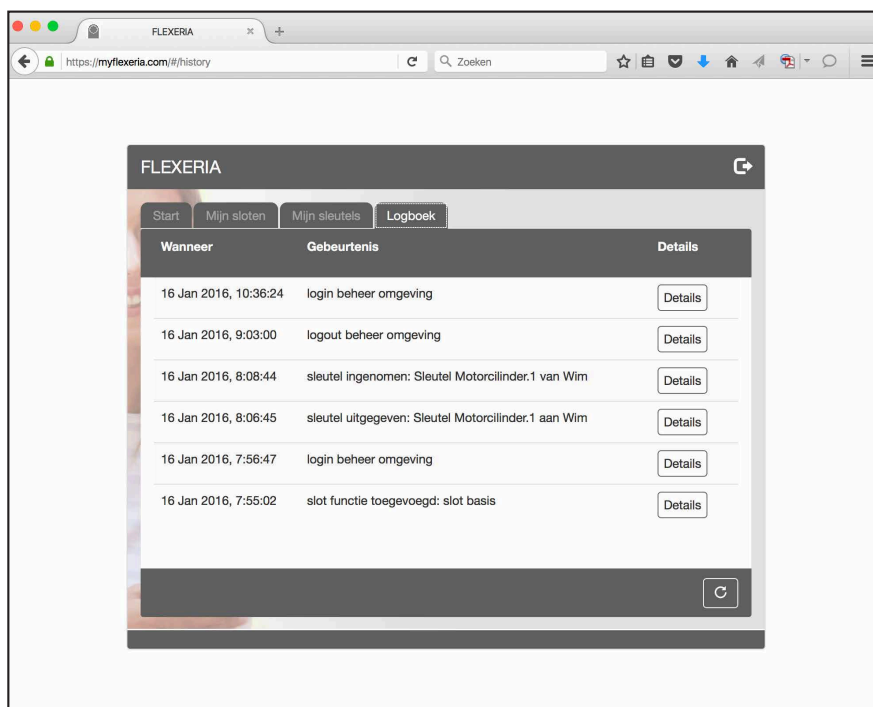 FLEXERIA
https://myflexeria.com/#/history
Zoeken
FLEXERIA
Start Mijn sloten Mijn sleutels Logboek
Wanneer Gebeurtenis Details
16 Jan 2016, 10:36:24 login beheer omgeving Details
16 Jan 2016, 9:03:00 logout beheer omgeving Details
16 Jan 2016, 8:08:44 sleutel ingenomen: Sleutel Motorcilinder.1 van Wim Details
16 Jan 2016, 8:06:45 sleutel uitgegeven: Sleutel Motorcilinder.1 aan Wim Details
16 Jan 2016, 7:56:47 login beheer omgeving Details
16 Jan 2016, 7:55:02 slot functie toegevoegd: slot basis Details